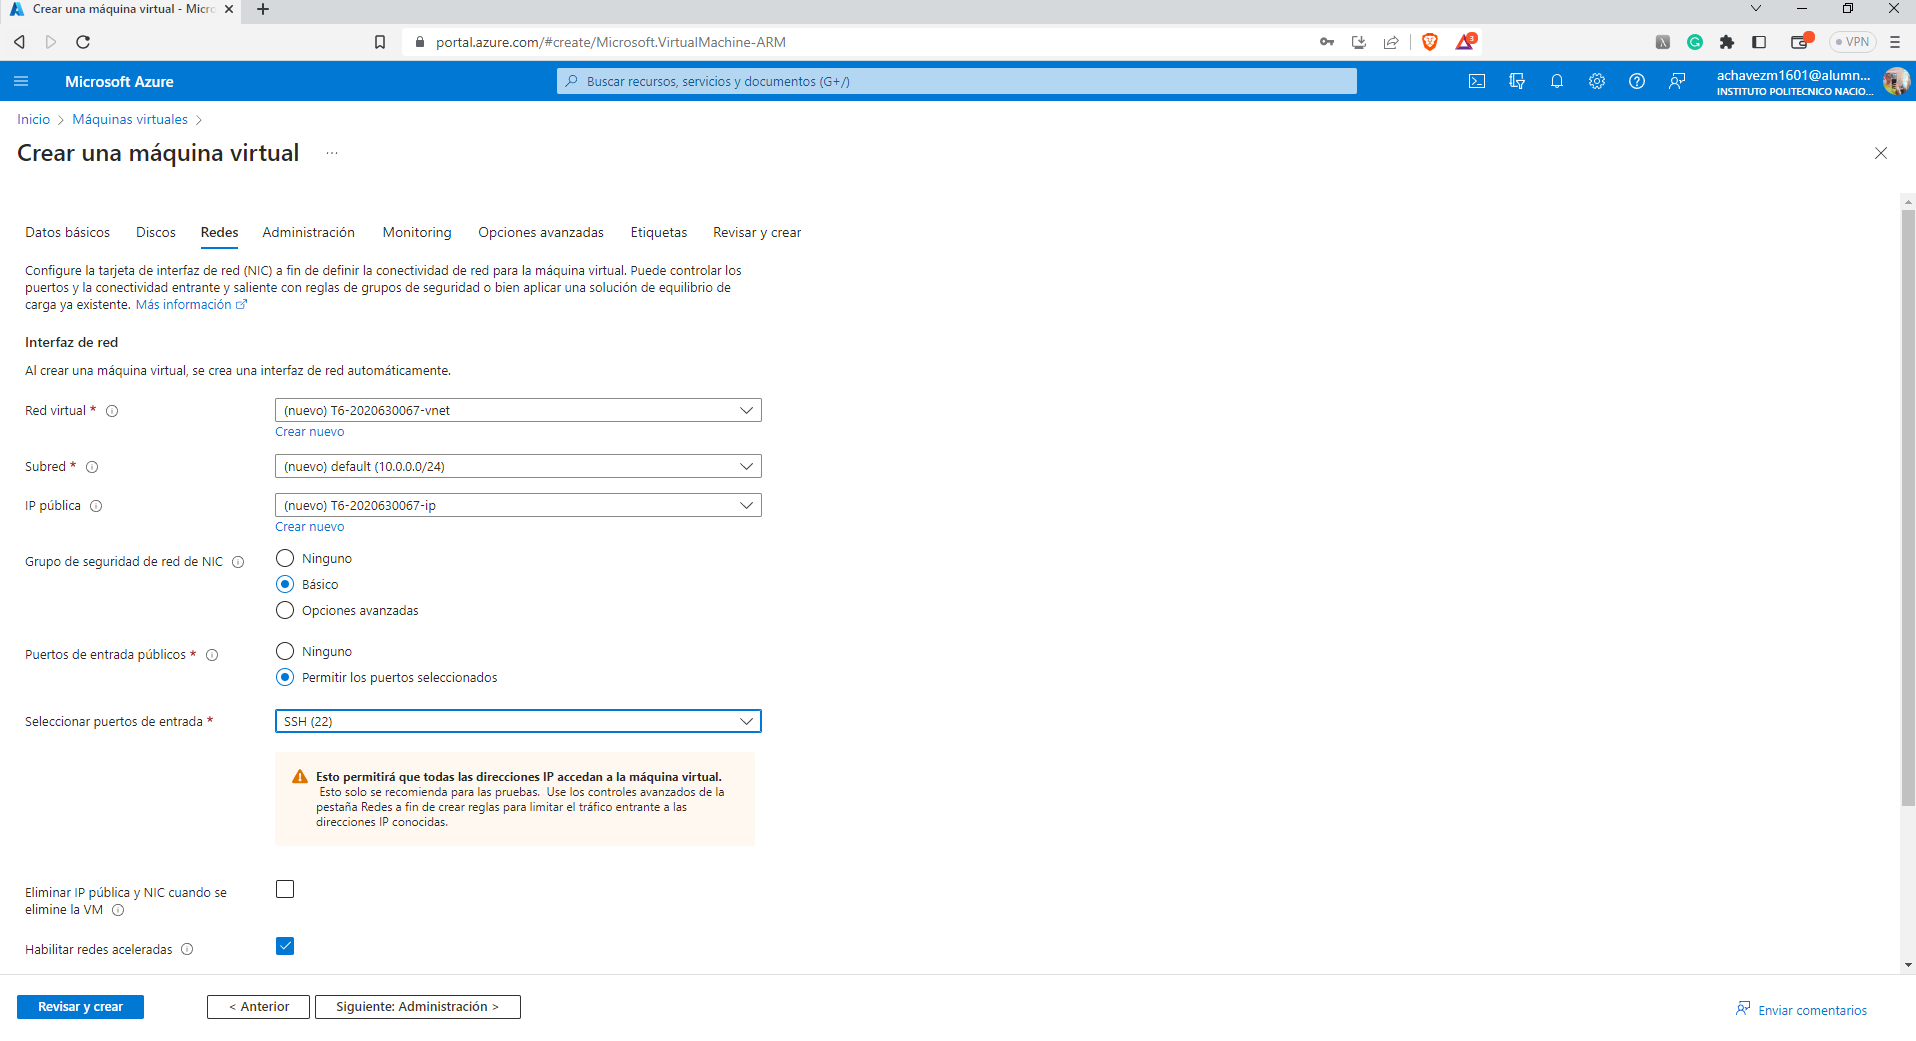 Crear una máquina virtual - Micro
portal.azure.com/#create/Microsoft.VirtualMachine-ARM
3
VPN
Microsoft Azure
Buscar recursos, servicios y documentos (G+/)
achavezm1601@alumn...
INSTITUTO POLITECNICO NACIO...
Inicio > Máquinas virtuales >
Crear una máquina virtual ...
Datos básicos Discos Redes Administración Monitoring Opciones avanzadas Etiquetas Revisar y crear
Configure la tarjeta de interfaz de red (NIC) a fin de definir la conectividad de red para la máquina virtual. Puede controlar los
puertos y la conectividad entrante y saliente con reglas de grupos de seguridad o bien aplicar una solución de equilibrio de
carga ya existente. Más información
Interfaz de red
Al crear una máquina virtual, se crea una interfaz de red automáticamente.
Red virtual * (nuevo) T6-2020630067-vnet
Crear nuevo
Subred * (nuevo) default (10.0.0.0/24)
IP pública (nuevo) T6-2020630067-ip
Crear nuevo
Grupo de seguridad de red de NIC Ninguno
Básico
Opciones avanzadas
Puertos de entrada públicos * Ninguno
Permitir los puertos seleccionados
Seleccionar puertos de entrada * SSH (22)
Esto permitirá que todas las direcciones IP accedan a la máquina virtual.
Esto solo se recomienda para las pruebas. Use los controles avanzados de la
pestaña Redes a fin de crear reglas para limitar el tráfico entrante a las
direcciones IP conocidas.
Eliminar IP pública y NIC cuando se
elimine la VM
Habilitar redes aceleradas
Revisar y crear < Anterior Siguiente: Administración > Enviar comentarios